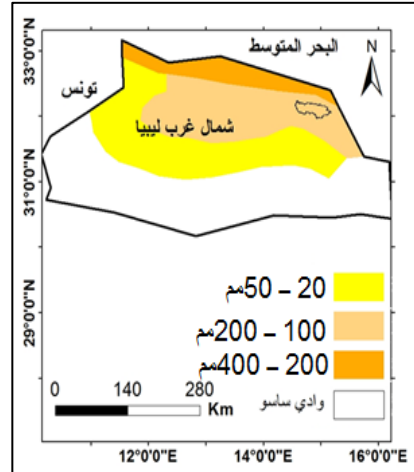 البحر المتوسط
N
تونس
شمال غرب ليبيا
33°0'0"N
31°0'0"N
29°0'0"N
20 – 50مم
100 – 200مم
200 – 400مم
وادي ساسو
0 140 280
Km
12°0'0"E 14°0'0"E 16°0'0"E